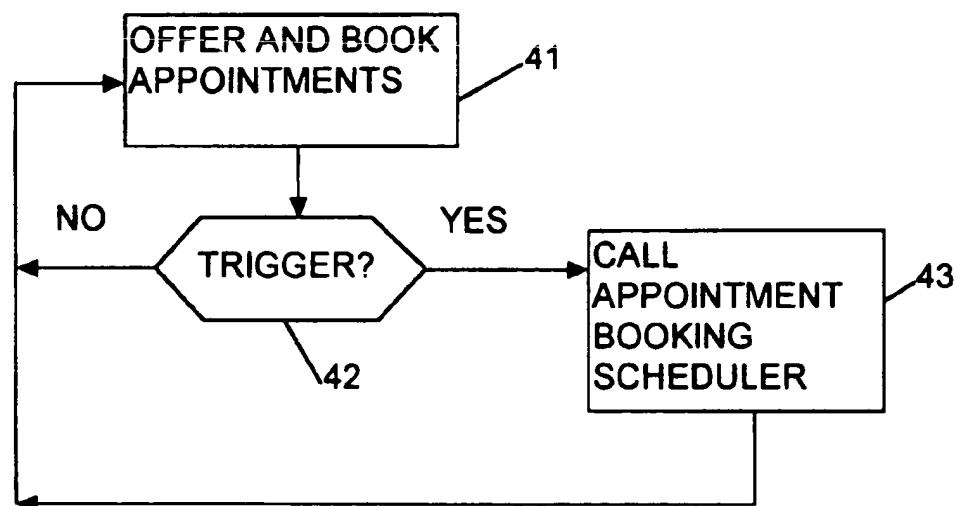 OFFER AND BOOK
APPOINTMENTS
41
NO
YES
TRIGGER?
42
CALL
APPOINTMENT
BOOKING
SCHEDULER
43